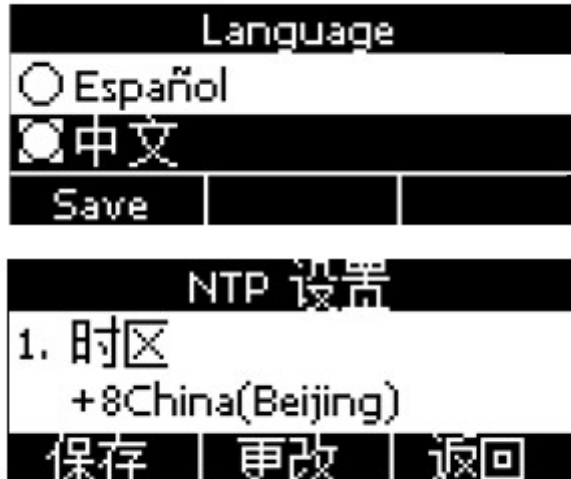 Language
Español
中文
Save
NTP 设置
1. 时区
+8China(Beijing)
保存 更改 返回